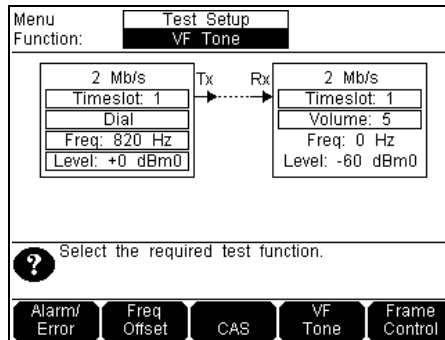 Menu Test Setup
Function: VF Tone
2 Mb/s Tx Rx 2 Mb/s
Timeslot: 1 Timeslot: 1
Dial Volume: 5
Freq: 820 Hz Freq: 0 Hz
Level: +0 dBm0 Level: -60 dBm0
? Select the required test function.
Alarm/ Freq VF Frame
Error Offset CAS Tone Control